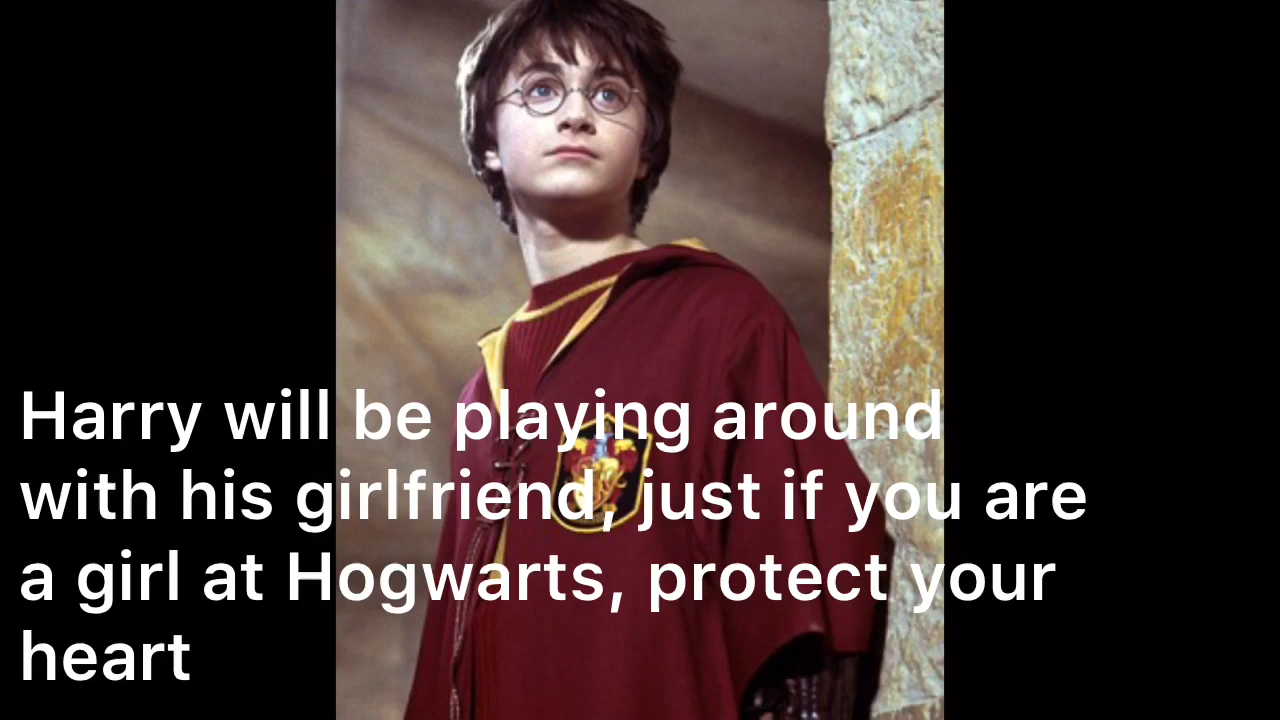 Harry will be playing around
with his girlfriend, just if you are
a girl at Hogwarts, protect your
heart